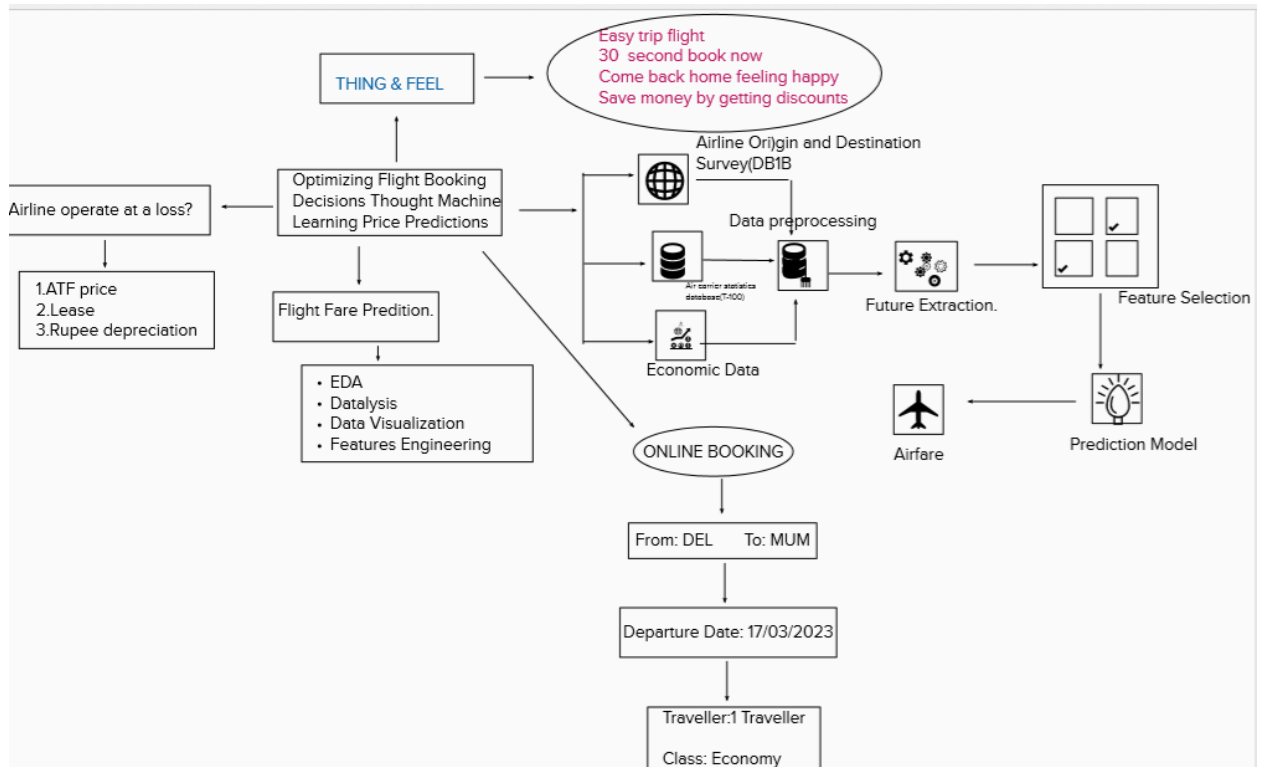 Easy trip flight
30 second book now
Come back home feeling happy
Save money by getting discounts
THING & FEEL
Airline Ori)gin and Destination
Survey(DB1B
Optimizing Flight Booking
Decisions Thought Machine
Learning Price Predictions
Airline operate at a loss?
Data preprocessing
1.ATF price
2.Lease
3.Rupee depreciation
Air carrier statistics
database(T-100)
Flight Fare Predition.
Future Extraction.
Feature Selection
Economic Data
• EDA
• Datalysis
• Data Visualization
• Features Engineering
ONLINE BOOKING
Airfare
Prediction Model
From: DEL To: MUM
Departure Date: 17/03/2023
Traveller:1 Traveller
Class: Economy